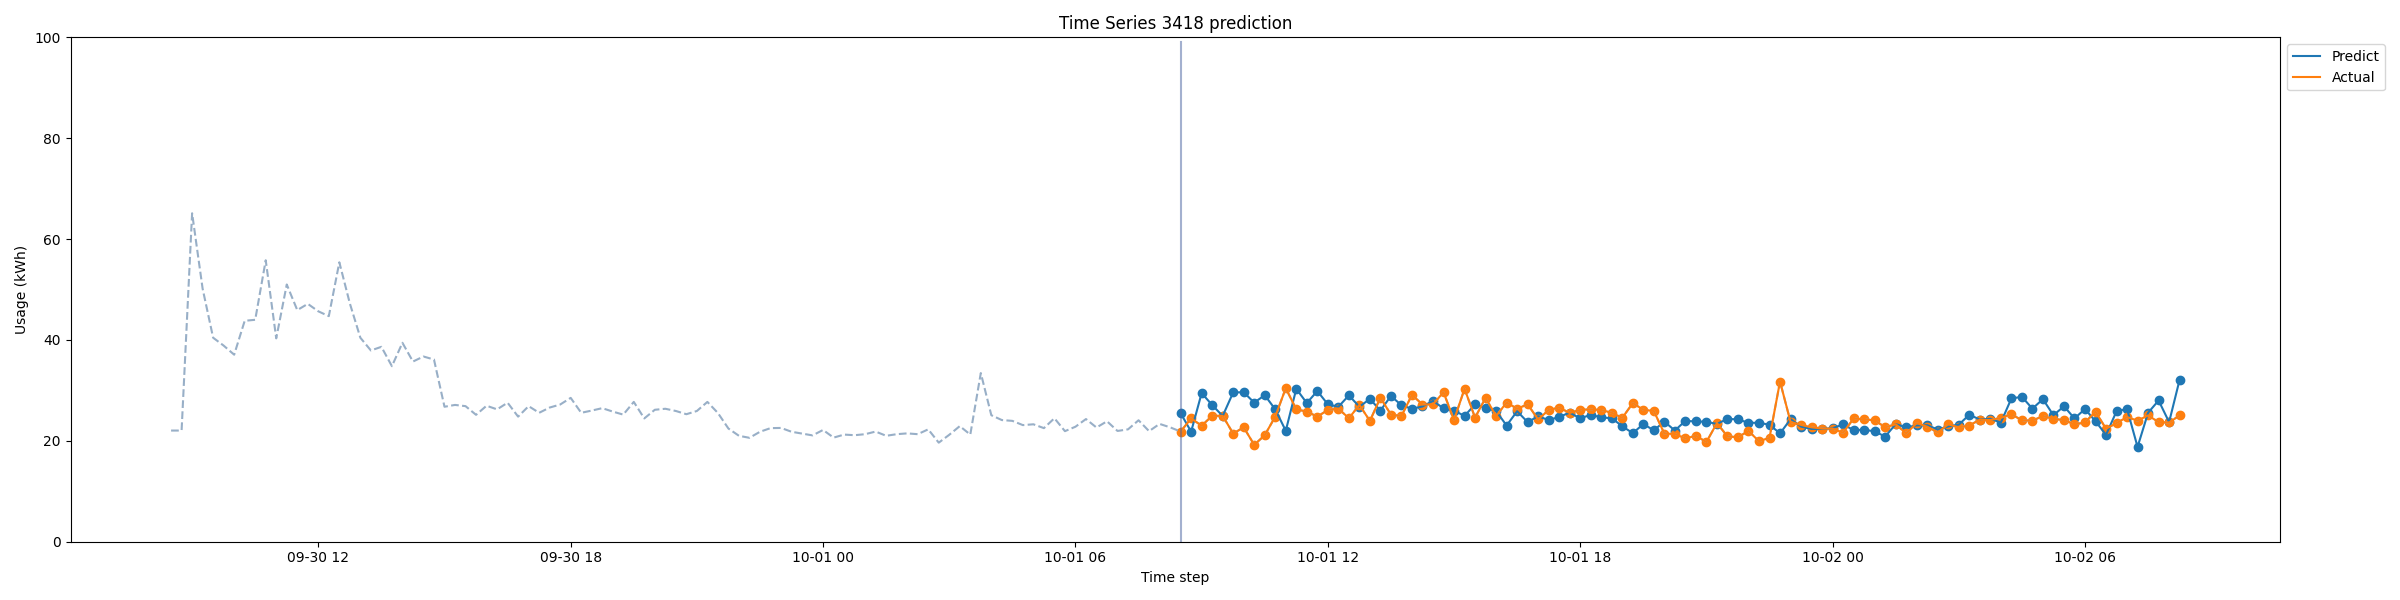 Time Series 3418 prediction
100
80
60
40
20
0
Usage (kWh)
09-30 12
09-30 18
10-01 00
10-01 06
10-01 12
10-01 18
10-02 00
10-02 06
Time step
Predict
Actual